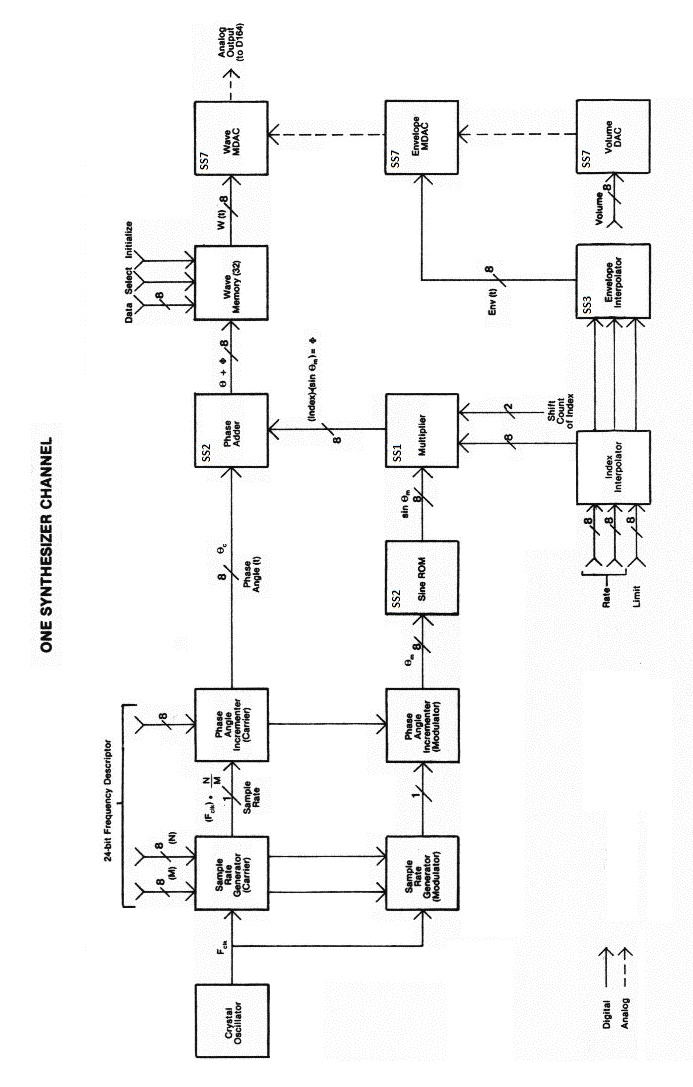 ONE SYNTHESIZER CHANNEL
24-bit Frequency Descriptor
8
(M)
8
(N)
8
Data
Select
Initialize
8
Crystal
Oscillator
Fclk
Sample
Rate
Generator
(Carrier)
(Fclk) • N/M
1
Sample
Rate
Phase
Angle
Incrementer
(Carrier)
8
Θc
Phase
Angle (t)
SS2
Phase
Adder
Θ + Φ
8
Wave
Memory (32)
W (t)
8
SS7
Wave
MDAC
Analog
Output
(to D164)
(Index)•(sin Θm) = Φ
8
Sample
Rate
Generator
(Modulator)
1
Phase
Angle
Incrementer
(Modulator)
Θm
8
SS2
Sine ROM
sin Θm
8
SS1
Multiplier
8
2
Shift
Count
of Index
SS7
Envelope
MDAC
Env (t)
8
Rate
Limit
8
8
8
Index
Interpolator
SS3
Envelope
Interpolator
Volume
8
SS7
Volume
DAC
Digital
Analog